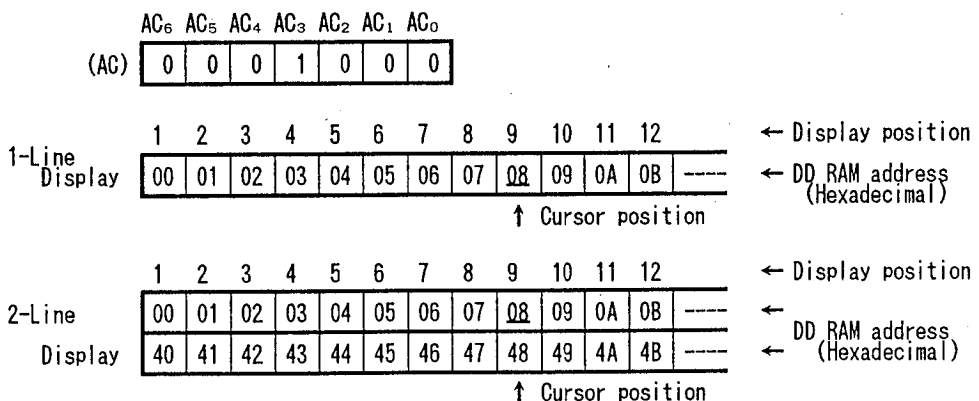 AC₆ AC₅ AC₄ AC₃ AC₂ AC₁ AC₀
(AC) 0 0 0 1 0 0 0
1 2 3 4 5 6 7 8 9 10 11 12 ← Display position
1-Line Display 00 01 02 03 04 05 06 07 08 09 0A 0B ---- ← DD RAM address (Hexadecimal)
↑ Cursor position
1 2 3 4 5 6 7 8 9 10 11 12 ← Display position
2-Line 00 01 02 03 04 05 06 07 08 09 0A 0B ---- ←
Display 40 41 42 43 44 45 46 47 48 49 4A 4B ---- ← DD RAM address (Hexadecimal)
↑ Cursor position